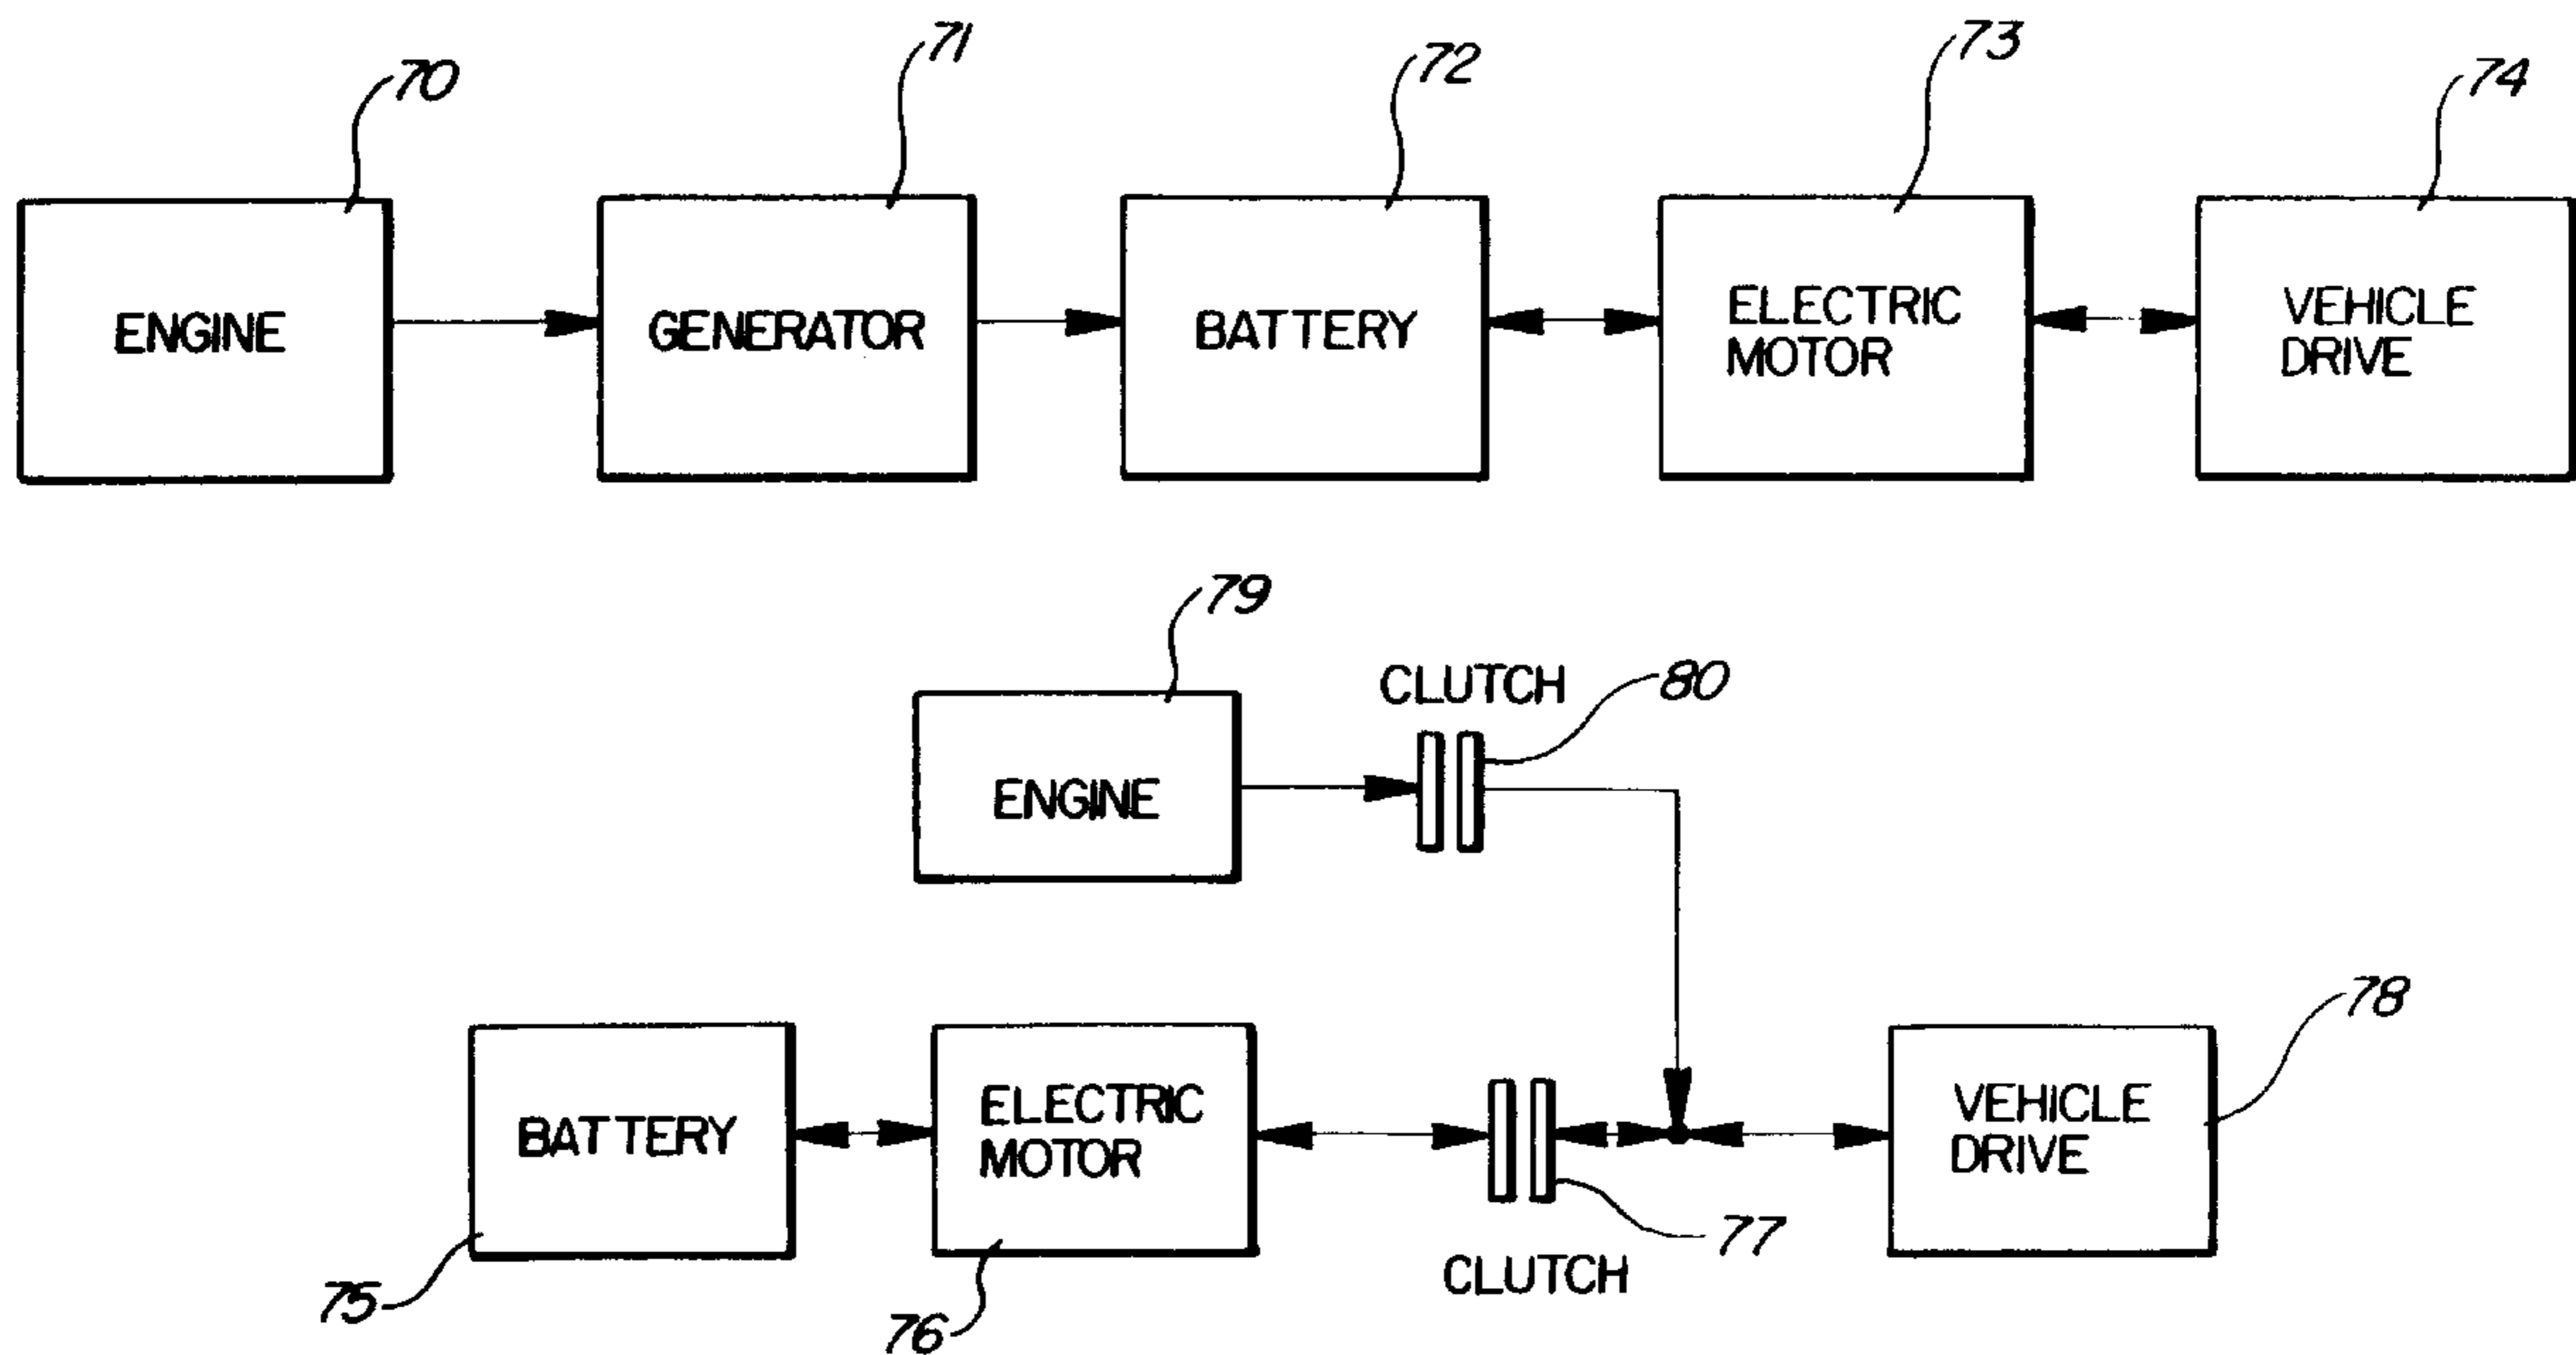 70
71
72
73
74
ENGINE
GENERATOR
BATTERY
ELECTRIC
MOTOR
VEHICLE
DRIVE
79
CLUTCH
80
ENGINE
78
BATTERY
ELECTRIC
MOTOR
VEHICLE
DRIVE
75
76
77
CLUTCH